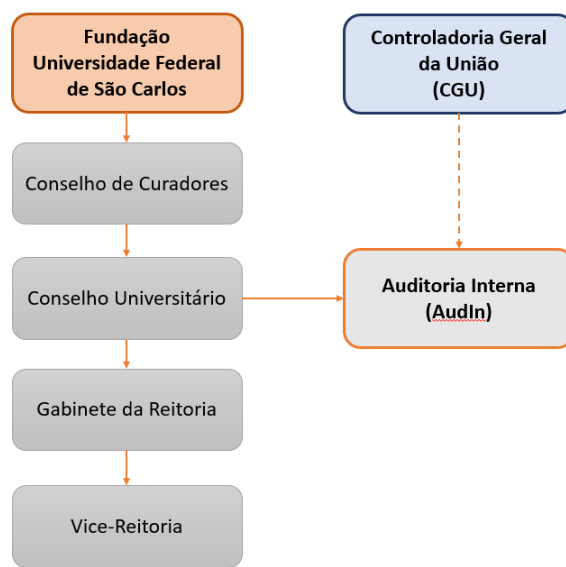 Fundação
Universidade Federal
de São Carlos
Controladoria Geral
da União
(CGU)
Conselho de Curadores
Conselho Universitário
Auditoria Interna
(AudIn)
Gabinete da Reitoria
Vice-Reitoria